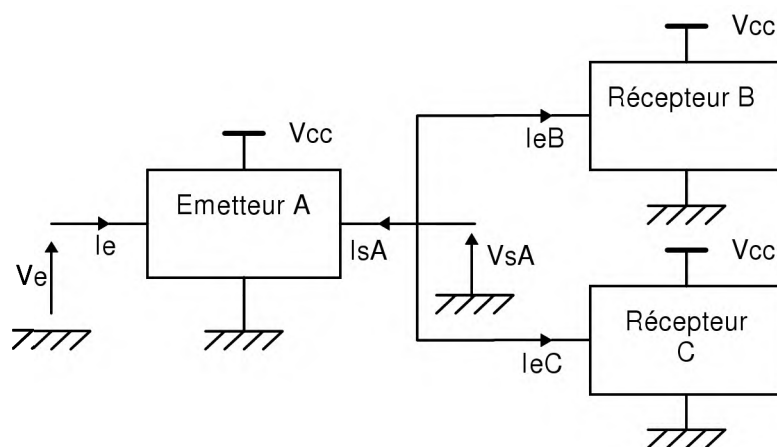 Vcc
Récepteur B
IeB
Vcc
Emetteur A
IsA
Ie
Ve
VsA
Vcc
Récepteur
C
IeC